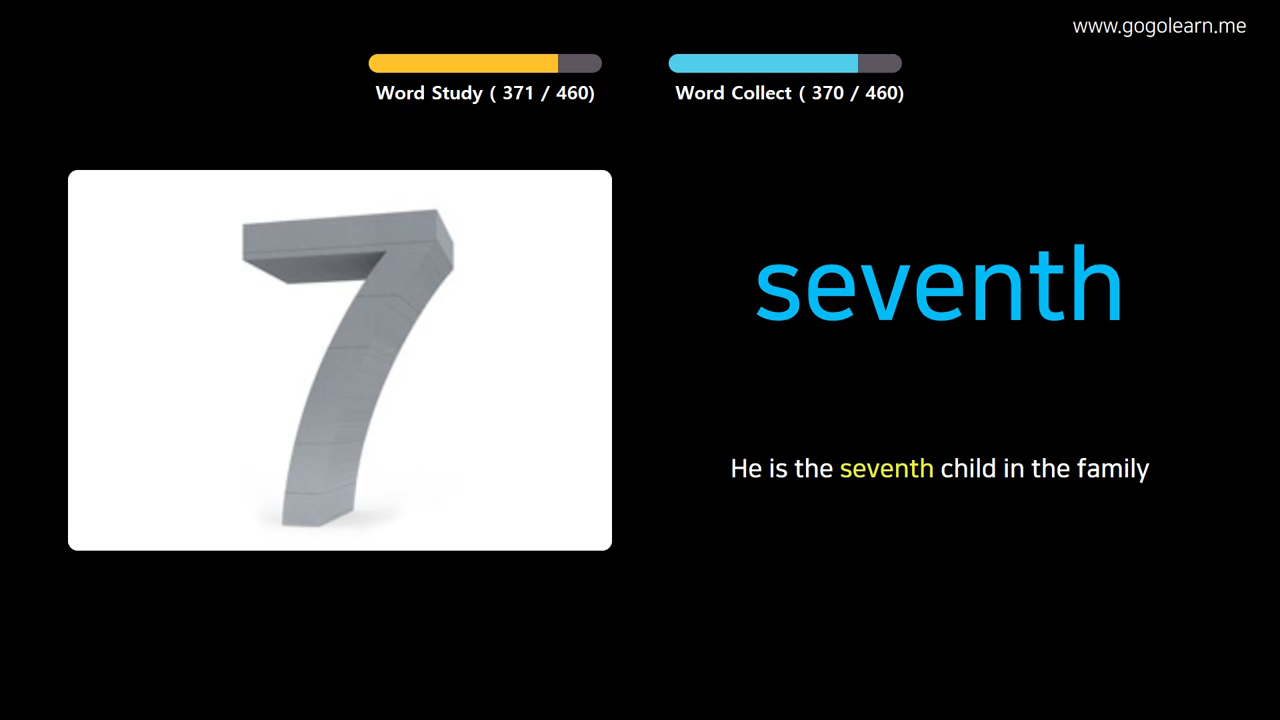 www.gogolearn.me
Word Study ( 371 / 460)
Word Collect ( 370 / 460)
7
seventh
He is the seventh child in the family